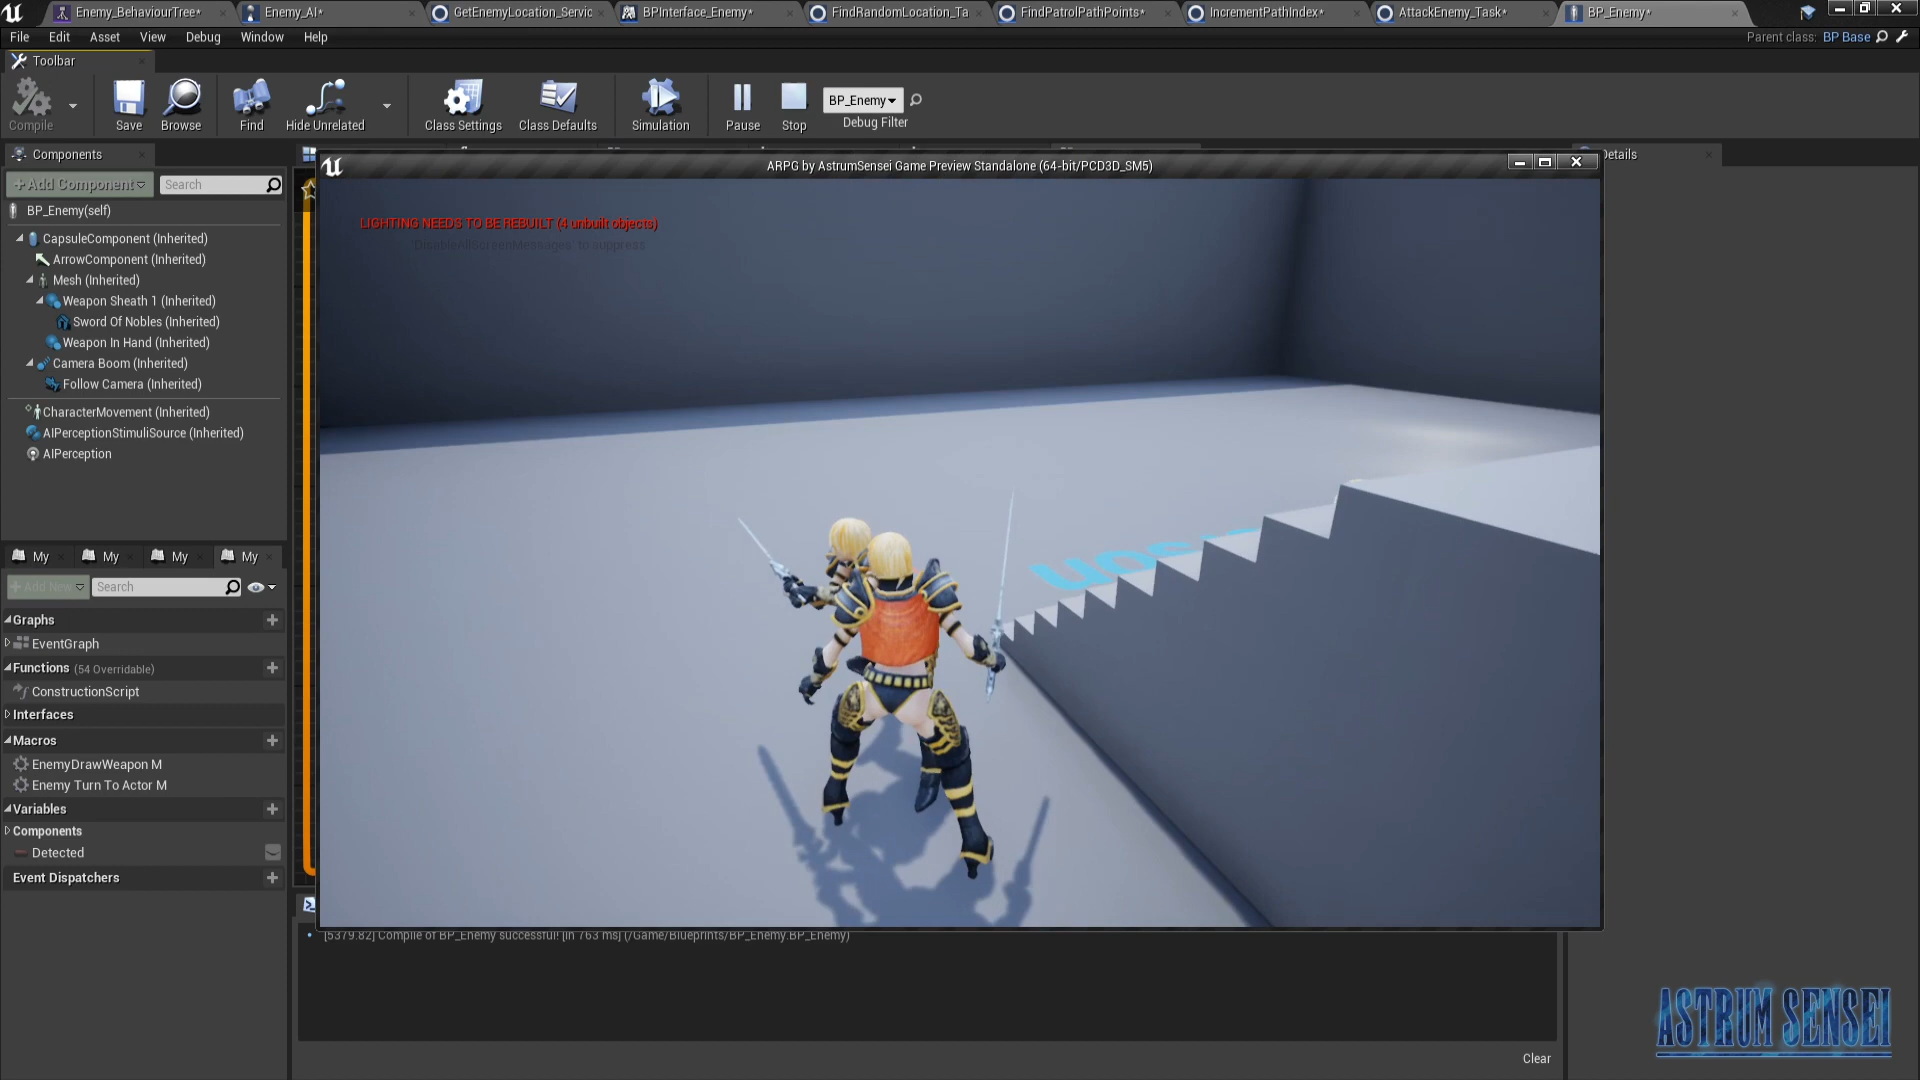 Enemy_BehaviourTree*
Enemy_AI*
GetEnemyLocation_Servic
BPInterface_Enemy*
FindRandomLocation_Ta
FindPatrolPathPoints*
IncrementPathIndex*
AttackEnemy_Task*
BP_Enemy*
File Edit Asset View Debug Window Help
Parent class: BP Base
Toolbar
Compile
Save
Browse
Find
Hide Unrelated
Class Settings
Class Defaults
Simulation
Pause
Stop
BP_Enemy
Debug Filter
Components
Details
+Add Component
Search
BP_Enemy(self)
CapsuleComponent (Inherited)
ArrowComponent (Inherited)
Mesh (Inherited)
Weapon Sheath 1 (Inherited)
Sword Of Nobles (Inherited)
Weapon In Hand (Inherited)
Camera Boom (Inherited)
Follow Camera (Inherited)
CharacterMovement (Inherited)
AIPerceptionStimuliSource (Inherited)
AIPerception
My
My
My
My
+Add New
Search
Graphs
EventGraph
Functions (54 Overridable)
ConstructionScript
Interfaces
Macros
EnemyDrawWeapon M
Enemy Turn To Actor M
Variables
Components
Detected
Event Dispatchers
ARPG by AstrumSensei Game Preview Standalone (64-bit/PCD3D_SM5)
LIGHTING NEEDS TO BE REBUILT (4 unbuilt objects)
'DisableAllScreenMessages' to suppress
[5379.82] Compile of BP_Enemy successful! [in 763 ms] (/Game/Blueprints/BP_Enemy.BP_Enemy)
Clear
ASTRUM SENSEI